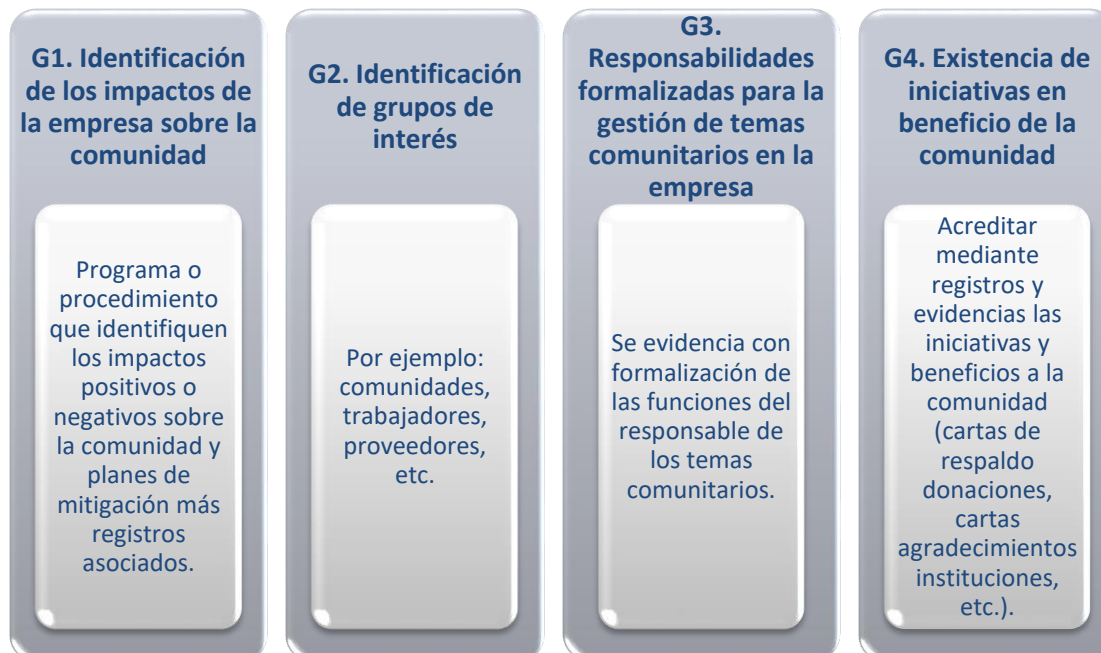 G1. Identificación
de los impactos de
la empresa sobre la
comunidad
Programa o
procedimiento
que identifiquen
los impactos
positivos o
negativos sobre
la comunidad y
planes de
mitigación más
registros
asociados.
G2. Identificación
de grupos de
interés
Por ejemplo:
comunidades,
trabajadores,
proveedores,
etc.
G3.
Responsabilidades
formalizadas para la
gestión de temas
comunitarios en la
empresa
Se evidencia con
formalización de
las funciones del
responsable de
los temas
comunitarios.
G4. Existencia de
iniciativas en
beneficio de la
comunidad
Acreditar
mediante
registros y
evidencias las
iniciativas y
beneficios a la
comunidad
(cartas de
respaldo
donaciones,
cartas
agradecimientos
instituciones,
etc.).